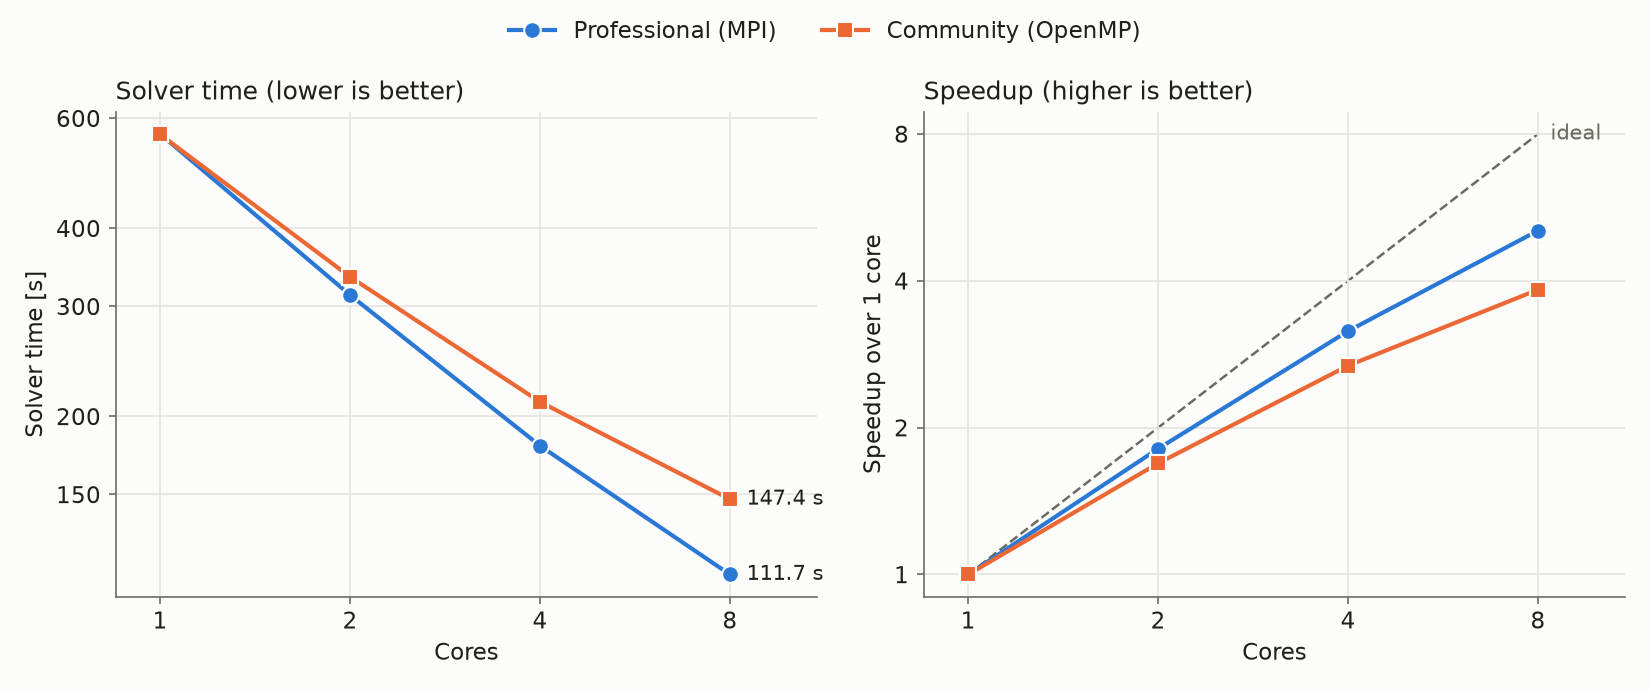 Professional (MPI) Community (OpenMP)
Solver time (lower is better)
600
400
300
200
150
Solver time [s]
147.4 s
111.7 s
1 2 4 8
Cores
Speedup (higher is better)
8
4
2
1
Speedup over 1 core
ideal
1 2 4 8
Cores